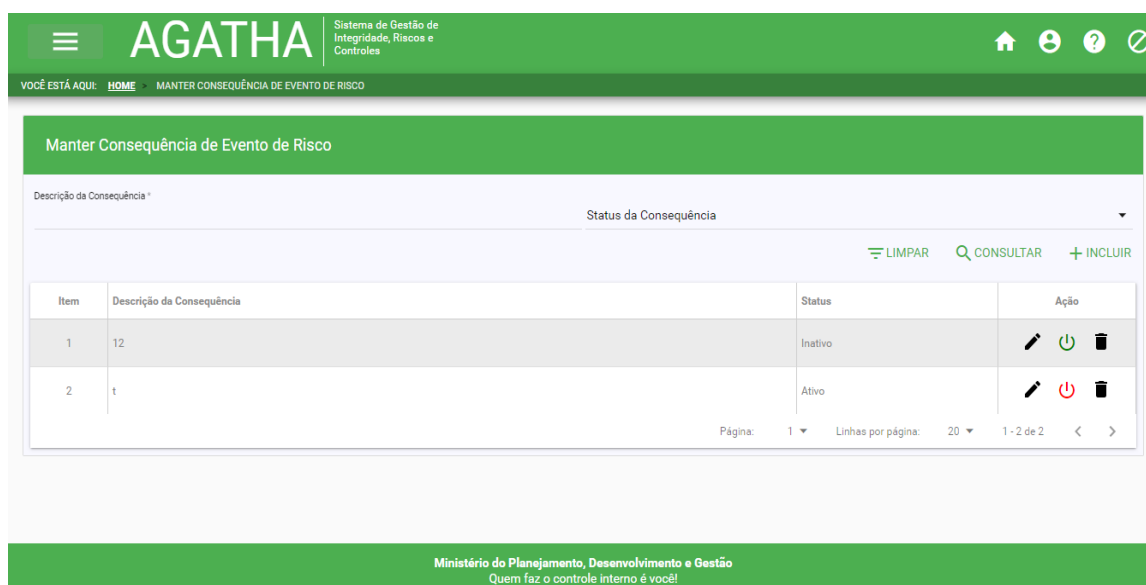 AGATHA
Sistema de Gestão de
Integridade, Riscos e
Controles
VOCÊ ESTÁ AQUI: HOME > MANTER CONSEQUÊNCIA DE EVENTO DE RISCO
Manter Consequência de Evento de Risco
Descrição da Consequência *
Status da Consequência
LIMPAR CONSULTAR INCLUIR
Item Descrição da Consequência Status Ação
1 12 Inativo
2 t Ativo
Página: 1 Linhas por página: 20 1 - 2 de 2
Ministério do Planejamento, Desenvolvimento e Gestão
Quem faz o controle interno é você!